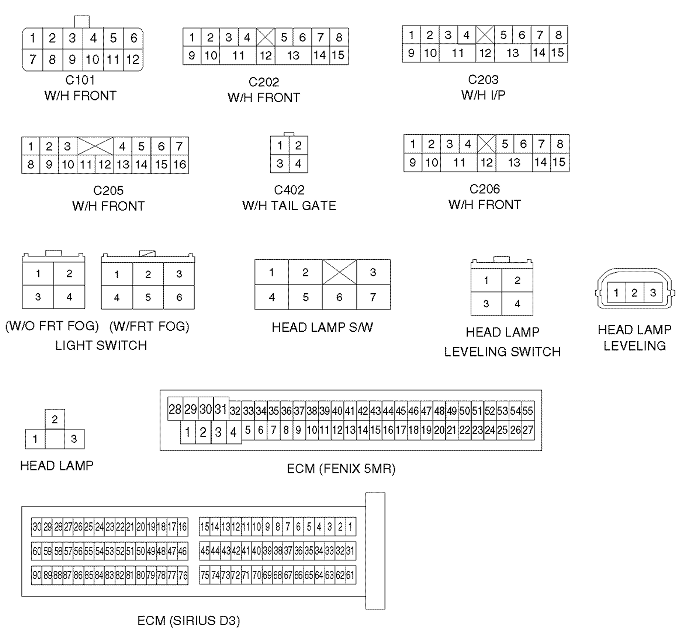 1 2 3 4 5 6
7 8 9 10 11 12
C101
W/H FRONT
1 2 3 4 5 6 7 8
9 10 11 12 13 14 15
C202
W/H FRONT
1 2 3 4 5 6 7 8
9 10 11 12 13 14 15
C203
W/H I/P
1 2 3 4 5 6 7
8 9 10 11 12 13 14 15 16
C205
W/H FRONT
1 2
3 4
C402
W/H TAIL GATE
1 2 3 4 5 6 7 8
9 10 11 12 13 14 15
C206
W/H FRONT
1 2
3 4
(W/O FRT FOG)
1 2 3
4 5 6
(W/FRT FOG)
LIGHT SWITCH
1 2 3
4 5 6 7
HEAD LAMP S/W
1 2
3 4
HEAD LAMP
LEVELING SWITCH
1 2 3
HEAD LAMP
LEVELING
2
1 3
HEAD LAMP
28 29 30 31 32 33 34 35 36 37 38 39 40 41 42 43 44 45 46 47 48 49 50 51 52 53 54 55
1 2 3 4 5 6 7 8 9 10 11 12 13 14 15 16 17 18 19 20 21 22 23 24 25 26 27
ECM (FENIX 5MR)
30 29 28 27 26 25 24 23 22 21 20 19 18 17 16 15 14 13 12 11 10 9 8 7 6 5 4 3 2 1
60 59 58 57 56 55 54 53 52 51 50 49 48 47 46 45 44 43 42 41 40 39 38 37 36 35 34 33 32 31
90 89 88 87 86 85 84 83 82 81 80 79 78 77 76 75 74 73 72 71 70 69 68 67 66 65 64 63 62 61
ECM (SIRIUS D3)